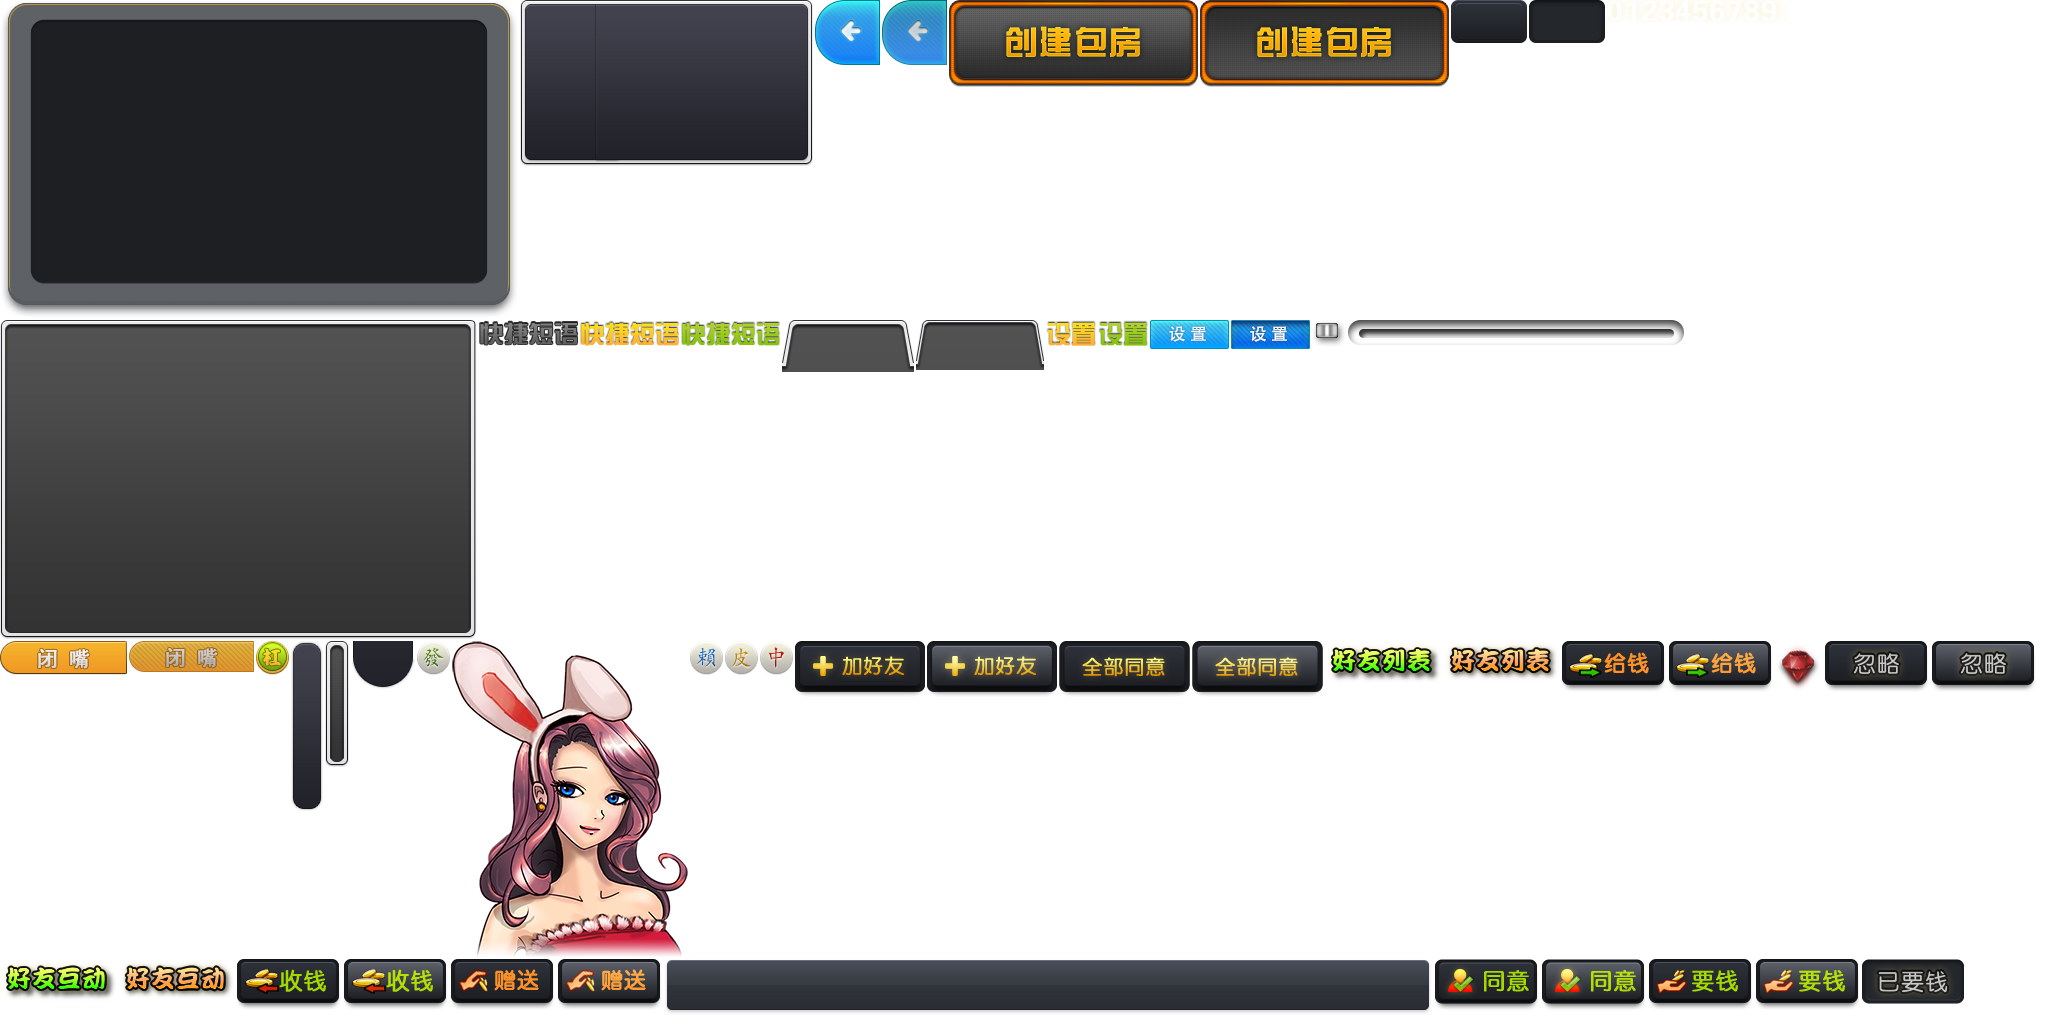 创建包房 创建包房 0123456789
快捷短语 快捷短语 快捷短语 设置 设置 设置 设置
闭嘴 闭嘴 杠 發 賴 皮 中 加好友 加好友 全部同意 全部同意 好友列表 好友列表 给钱 给钱 忽略 忽略
好友互动 好友互动 收钱 收钱 赠送 赠送 同意 同意 要钱 要钱 已要钱